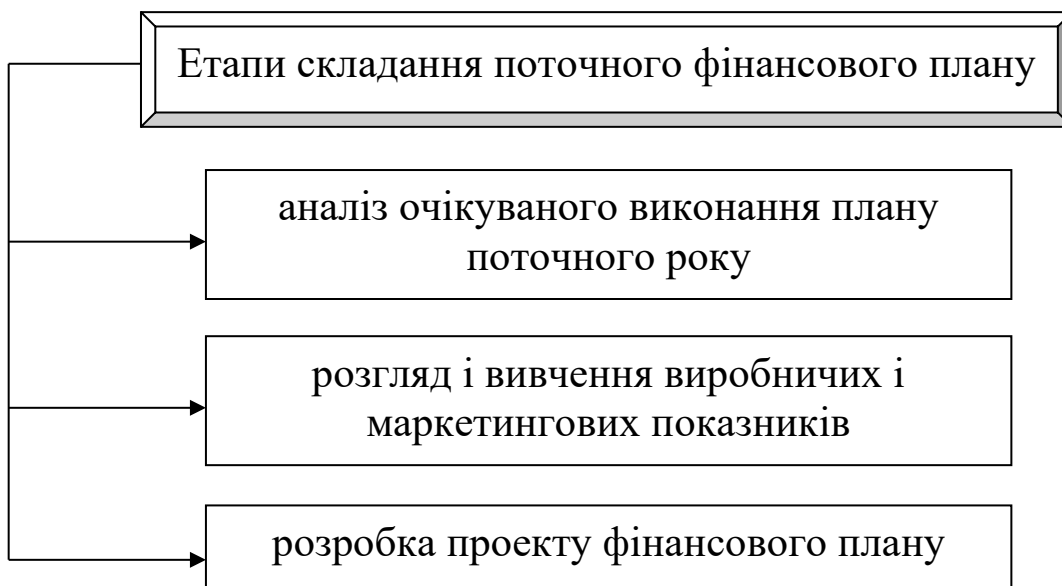 Етапи складання поточного фінансового плану
аналіз очікуваного виконання плану
поточного року
розгляд і вивчення виробничих і
маркетингових показників
розробка проекту фінансового плану